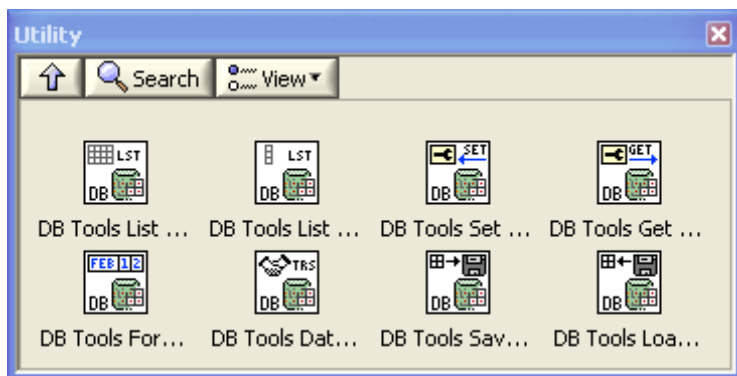 Utility
Search View
LST LST SET GET
DB DB DB DB
DB Tools List ... DB Tools List ... DB Tools Set ... DB Tools Get ...
FEB 12 TRS
DB DB DB DB
DB Tools For... DB Tools Dat... DB Tools Sav... DB Tools Loa...